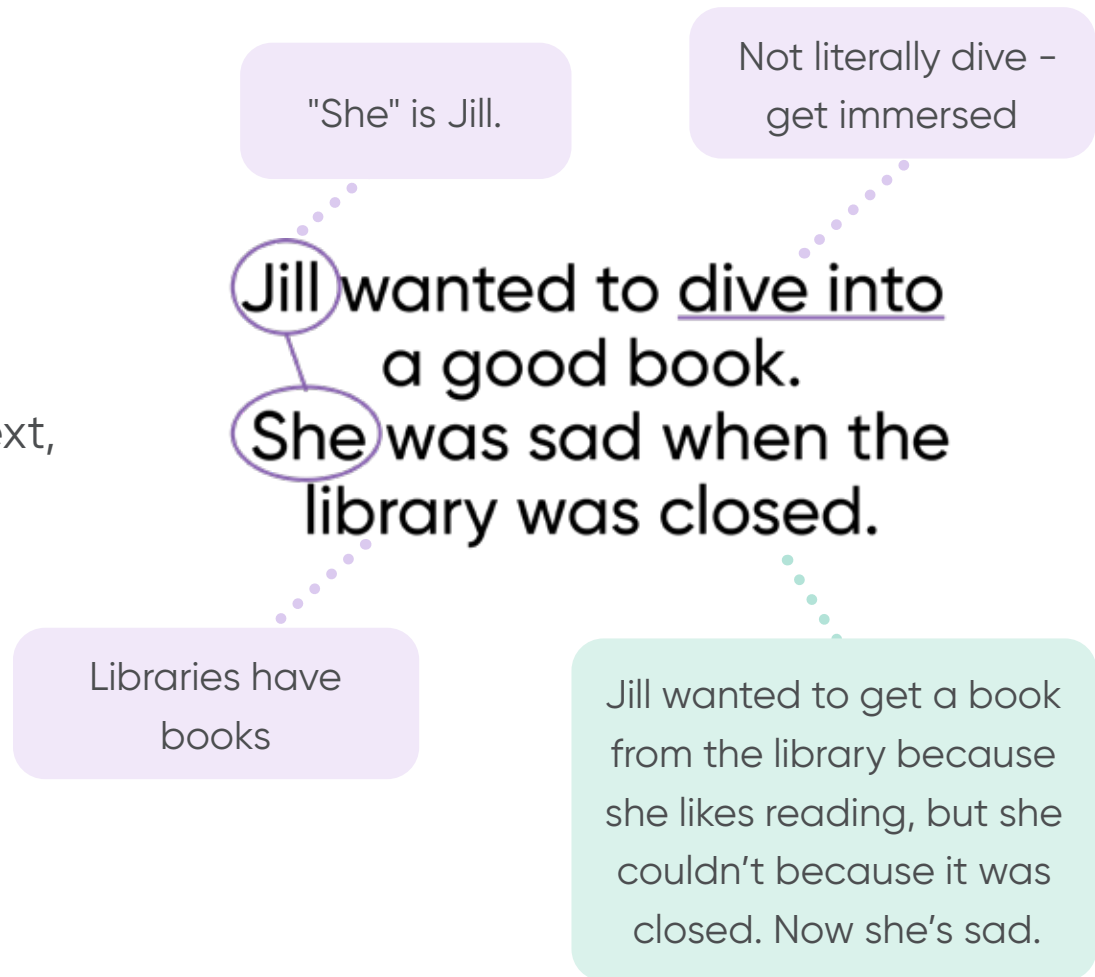 "She" is Jill.
Not literally dive -
get immersed
Jill wanted to dive into
a good book.
She was sad when the
library was closed.
Libraries have
books
Jill wanted to get a book
from the library because
she likes reading, but she
couldn't because it was
closed. Now she's sad.